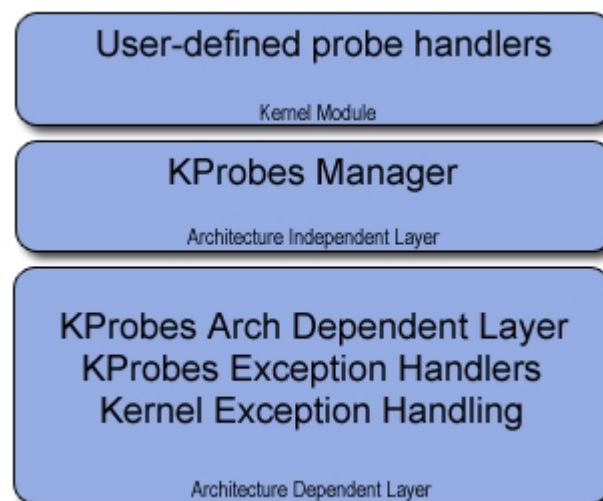 User-defined probe handlers
Kernel Module
KProbes Manager
Architecture Independent Layer
KProbes Arch Dependent Layer
KProbes Exception Handlers
Kernel Exception Handling
Architecture Dependent Layer